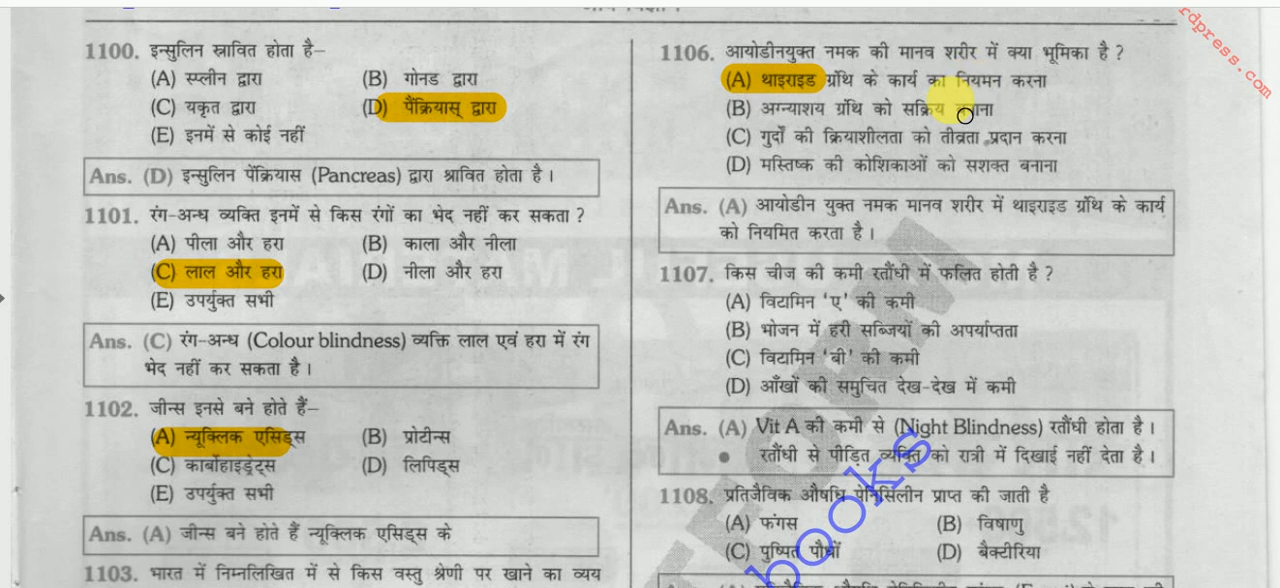 1100. इन्सुलिन स्रावित होता है–
(A) स्प्लीन द्वारा (B) गोनड द्वारा
(C) यकृत द्वारा (D) पैंक्रियास् द्वारा
(E) इनमें से कोई नहीं
Ans. (D) इन्सुलिन पेंक्रियास (Pancreas) द्वारा श्रावित होता है।
1101. रंग-अन्ध व्यक्ति इनमें से किस रंगों का भेद नहीं कर सकता ?
(A) पीला और हरा (B) काला और नीला
(C) लाल और हरा (D) नीला और हरा
(E) उपर्युक्त सभी
Ans. (C) रंग-अन्ध (Colour blindness) व्यक्ति लाल एवं हरा में रंग
भेद नहीं कर सकता है।
1102. जीन्स इनसे बने होते हैं–
(A) न्यूक्लिक एसिड्स (B) प्रोटीन्स
(C) कार्बोहाइड्रेट्स (D) लिपिड्स
(E) उपर्युक्त सभी
Ans. (A) जीन्स बने होते हैं न्यूक्लिक एसिड्स के
1103. भारत में निम्नलिखित में से किस वस्तु श्रेणी पर खाने का व्यय
1106. आयोडीनयुक्त नमक की मानव शरीर में क्या भूमिका है ?
(A) थाइराइड ग्रंथि के कार्य का नियमन करना
(B) अग्न्याशय ग्रंथि को सक्रिय बनाना
(C) गुर्दों की क्रियाशीलता को तीव्रता प्रदान करना
(D) मस्तिष्क की कोशिकाओं को सशक्त बनाना
Ans. (A) आयोडीन युक्त नमक मानव शरीर में थाइराइड ग्रंथि के कार्य
को नियमित करता है।
1107. किस चीज की कमी रतौंधी में फलित होती है ?
(A) विटामिन 'ए' की कमी
(B) भोजन में हरी सब्जियों की अपर्याप्तता
(C) विटामिन 'बी' की कमी
(D) आँखों की समुचित देख-देख में कमी
Ans. (A) Vit A की कमी से (Night Blindness) रतौंधी होता है।
● रतौंधी से पीड़ित व्यक्ति को रात्री में दिखाई नहीं देता है।
1108. प्रतिजैविक औषधि पेनिसिलीन प्राप्त की जाती है
(A) फंगस (B) विषाणु
(C) पुष्पित पौधों (D) बैक्टीरिया
rdpress.com
books